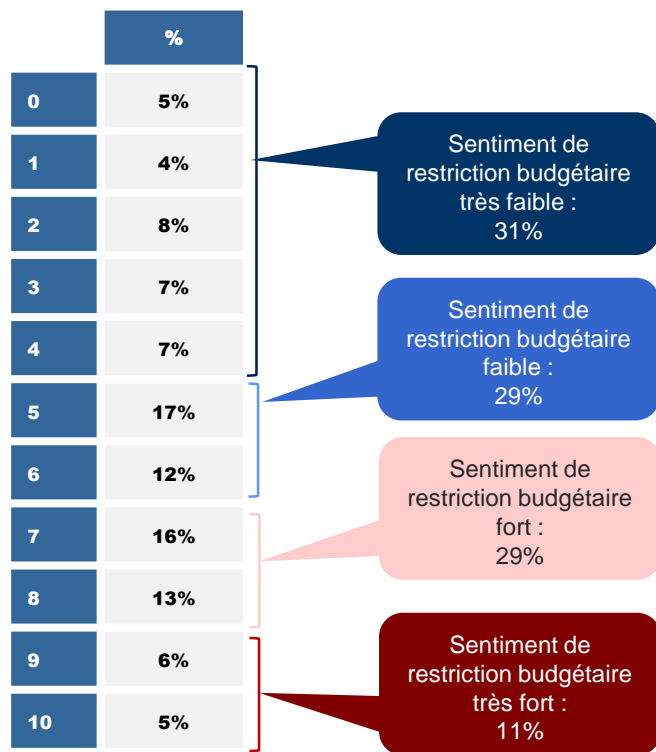 %
0 5%
1 4%
2 8%
3 7%
4 7%
5 17%
6 12%
7 16%
8 13%
9 6%
10 5%
Sentiment de
restriction budgétaire
très faible :
31%
Sentiment de
restriction budgétaire
faible :
29%
Sentiment de
restriction budgétaire
fort :
29%
Sentiment de
restriction budgétaire
très fort :
11%